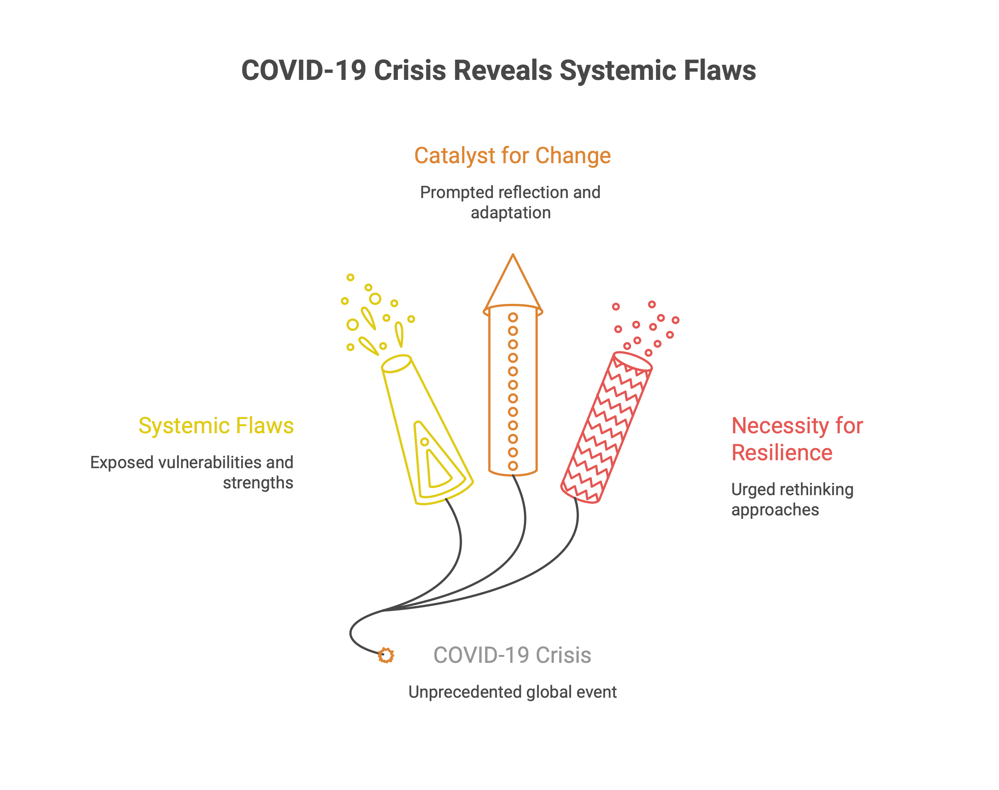 COVID-19 Crisis Reveals Systemic Flaws
Catalyst for Change
Prompted reflection and
adaptation
Systemic Flaws
Exposed vulnerabilities and
strengths
Necessity for
Resilience
Urged rethinking
approaches
COVID-19 Crisis
Unprecedented global event